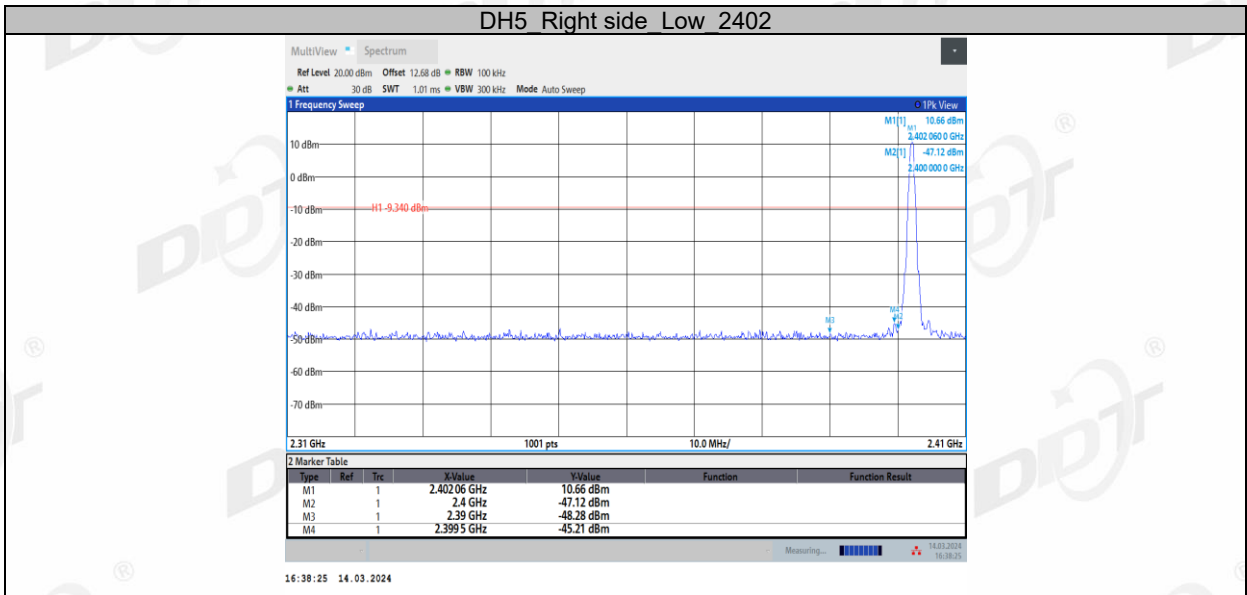 DH5_Right side_Low_2402
MultiView Spectrum
Ref Level 20.00 dBm Offset 12.68 dB RBW 100 kHz
Att 30 dB SWT 1.01 ms VBW 300 kHz Mode Auto Sweep
1 Frequency Sweep 1Pk View
M1[1] 10.66 dBm
M1
2.402 060 0 GHz
10 dBm
M2[1] -47.12 dBm
2.400 000 0 GHz
0 dBm
-10 dBm H1 -9.340 dBm
-20 dBm
-30 dBm
-40 dBm
M4
M2
M3
-50 dBm
-60 dBm
-70 dBm
2.31 GHz 1001 pts 10.0 MHz/ 2.41 GHz
2 Marker Table
Type Ref Trc X-Value Y-Value Function Function Result
M1 1 2.402 06 GHz 10.66 dBm
M2 1 2.4 GHz -47.12 dBm
M3 1 2.39 GHz -48.28 dBm
M4 1 2.399 5 GHz -45.21 dBm
Measuring... 14.03.2024
16:38:25
16:38:25 14.03.2024
DDT
®